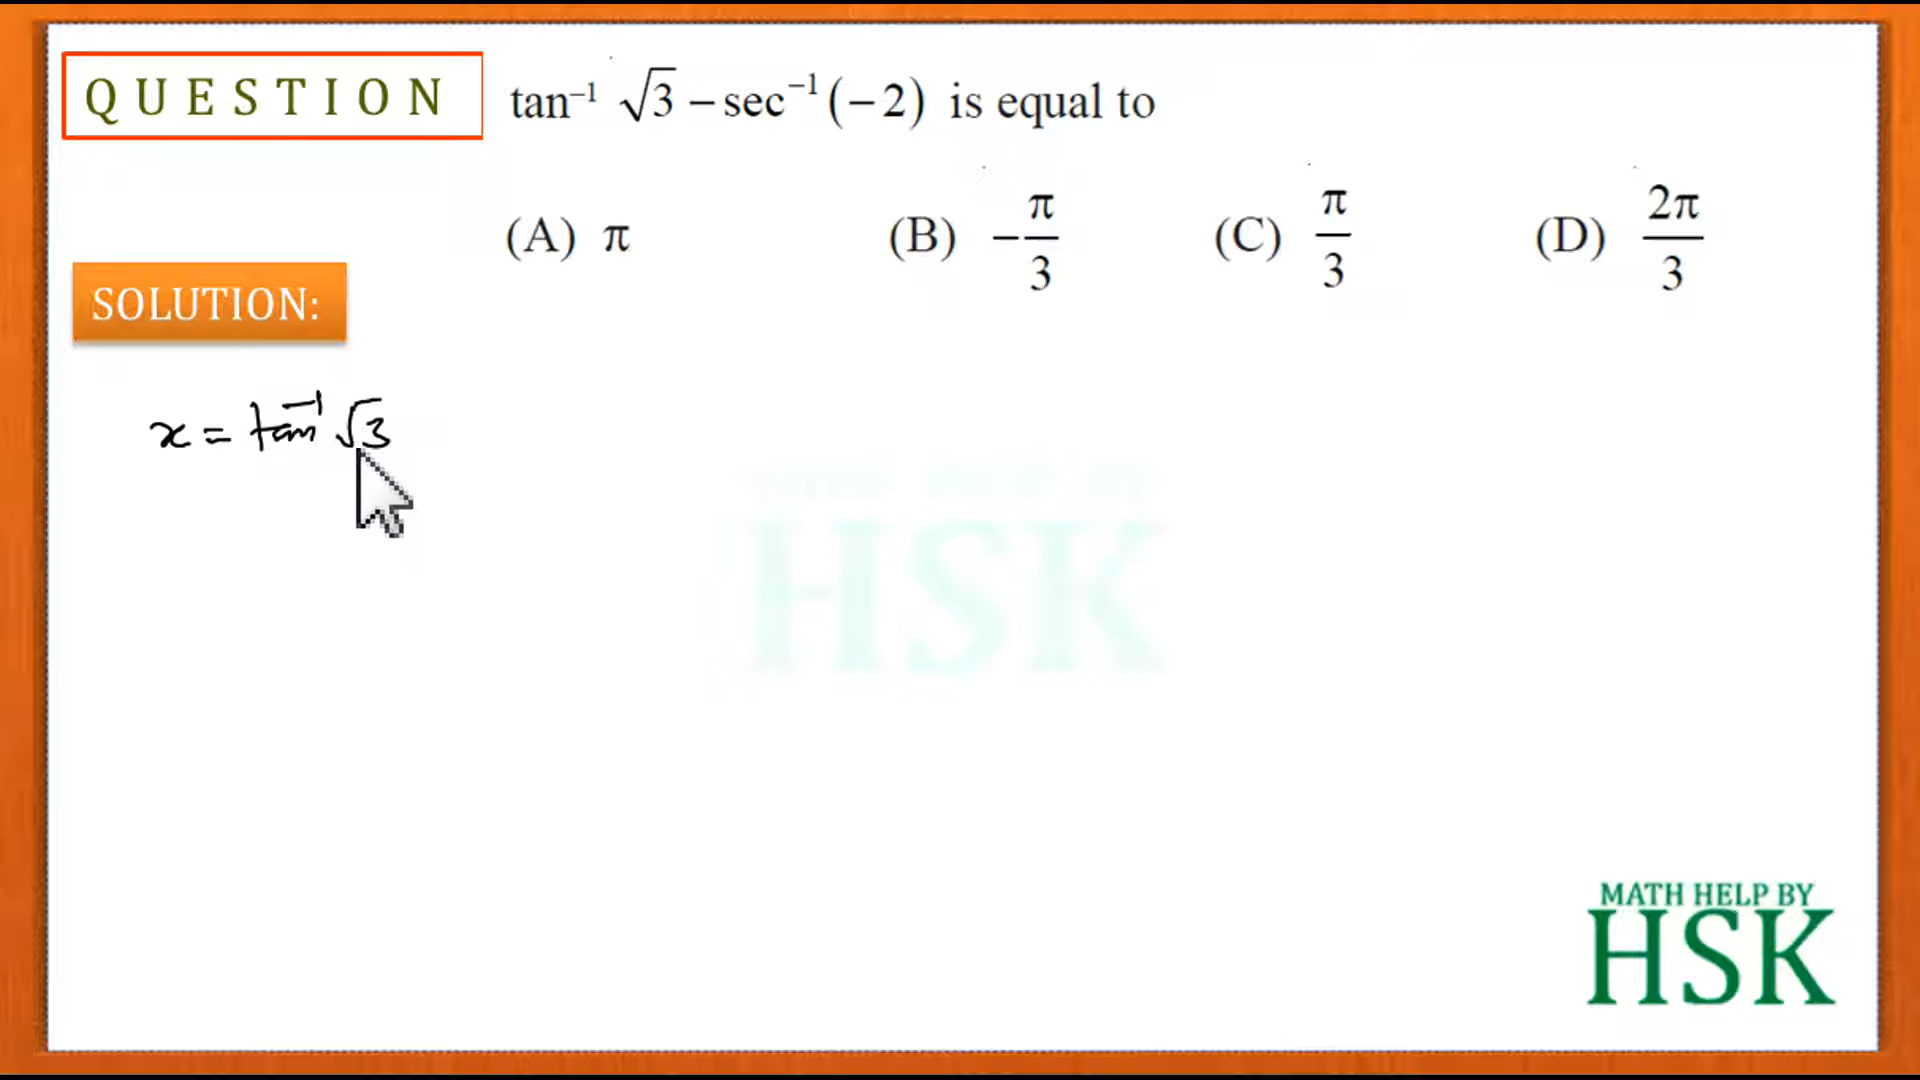 QUESTION
tan⁻¹ √3 − sec⁻¹(−2) is equal to
(A) π (B) −π/3 (C) π/3 (D) 2π/3
SOLUTION:
x = tan⁻¹ √3
HSK
MATH HELP BY
HSK